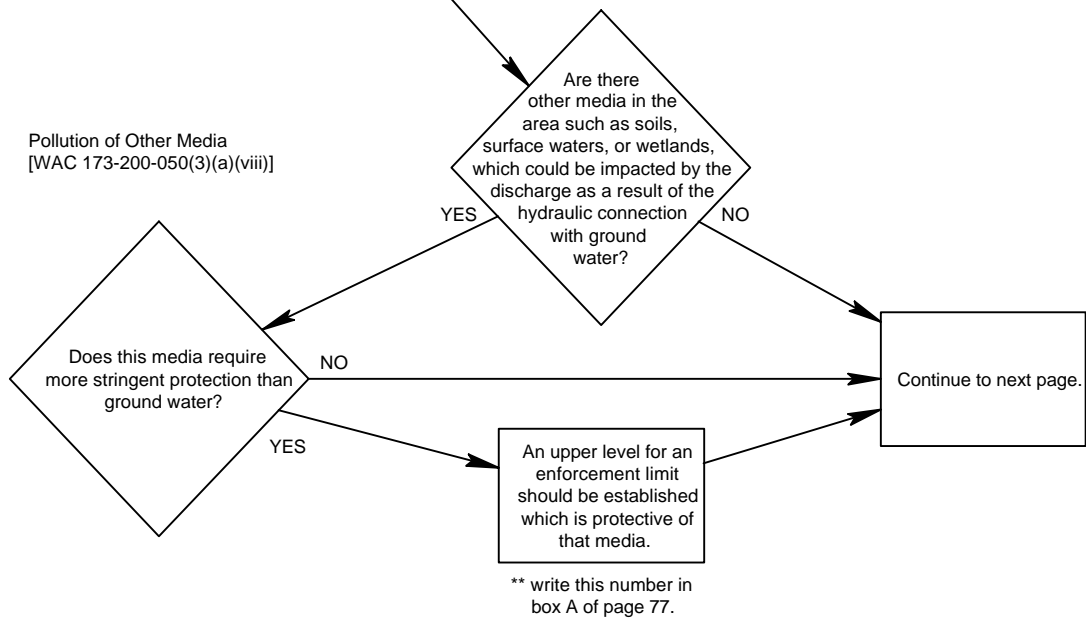 Are there
other media in the
area such as soils,
surface waters, or wetlands,
which could be impacted by the
discharge as a result of the
hydraulic connection
with ground
water?
Pollution of Other Media
[WAC 173-200-050(3)(a)(viii)]
YES
NO
Does this media require
more stringent protection than
ground water?
NO
YES
Continue to next page.
An upper level for an
enforcement limit
should be established
which is protective of
that media.
** write this number in
box A of page 77.